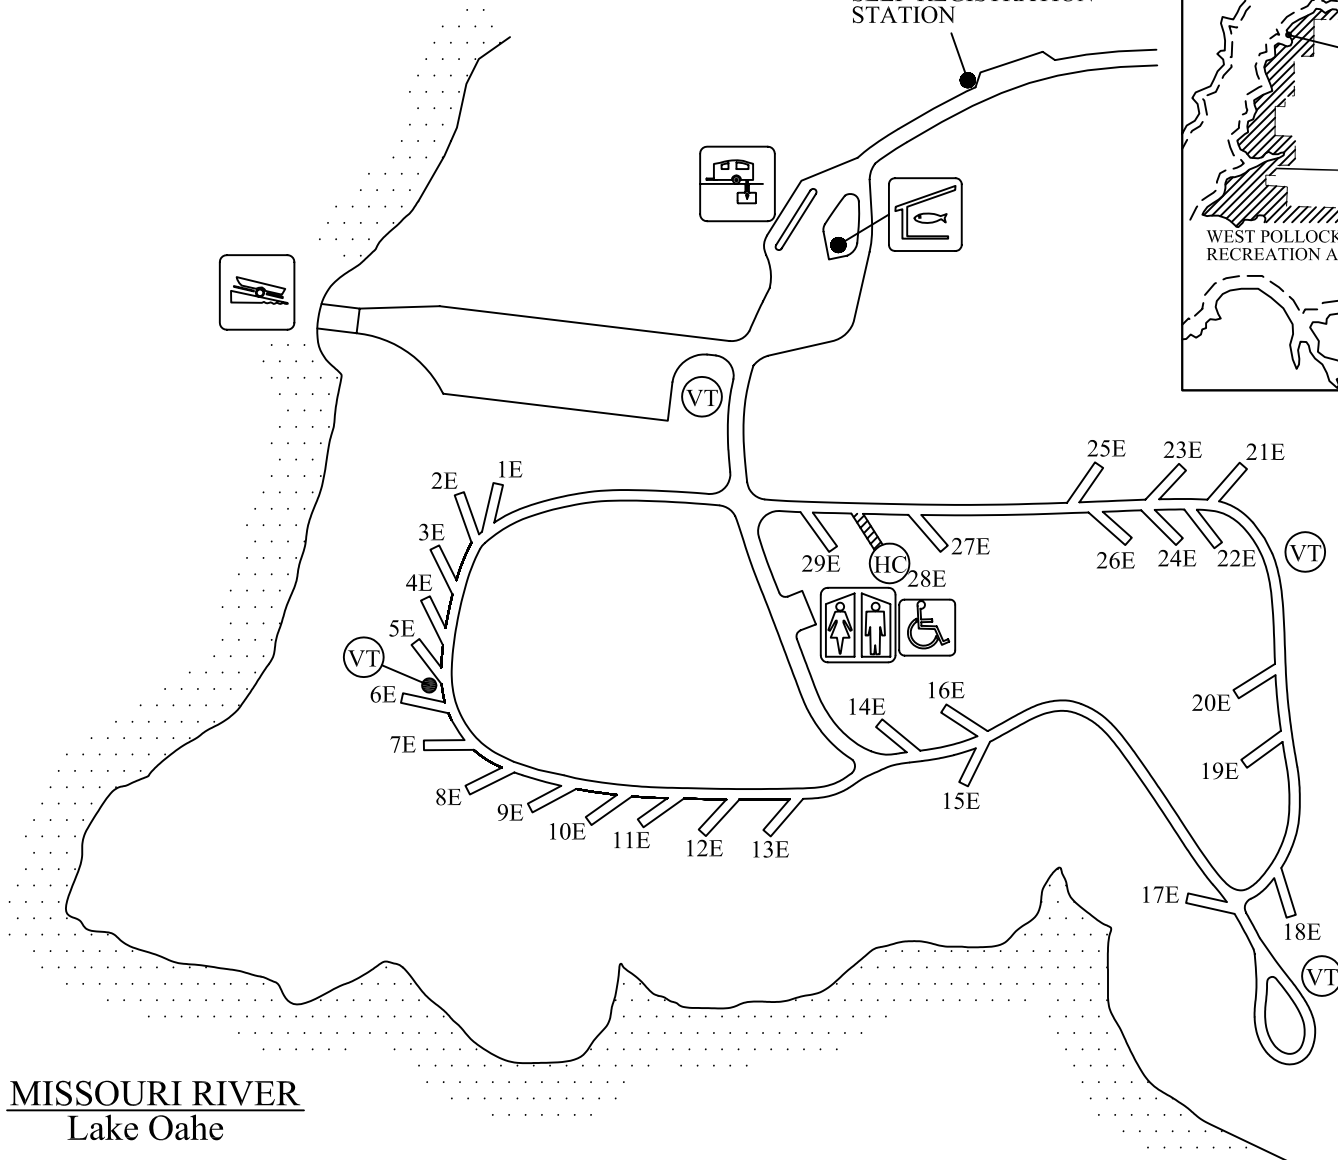 STATION
WEST POLLOCK
RECREATION A
VT
1E
2E
3E
4E
5E
VT
6E
7E
8E
9E
10E
11E
12E
13E
14E
15E
16E
17E
18E
19E
20E
21E
22E
23E
24E
25E
26E
27E
28E
HC
29E
VT
VT
MISSOURI RIVER
Lake Oahe